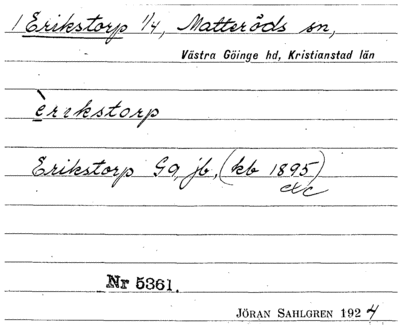 1 Erikstorp 1/4, Matteröds sn,
Västra Göinge hd, Kristianstad län
èrikstorp
Erikstorp G9, jb, (kb 1895)
etc
Nr 5361.
JÖRAN SAHLGREN 1924